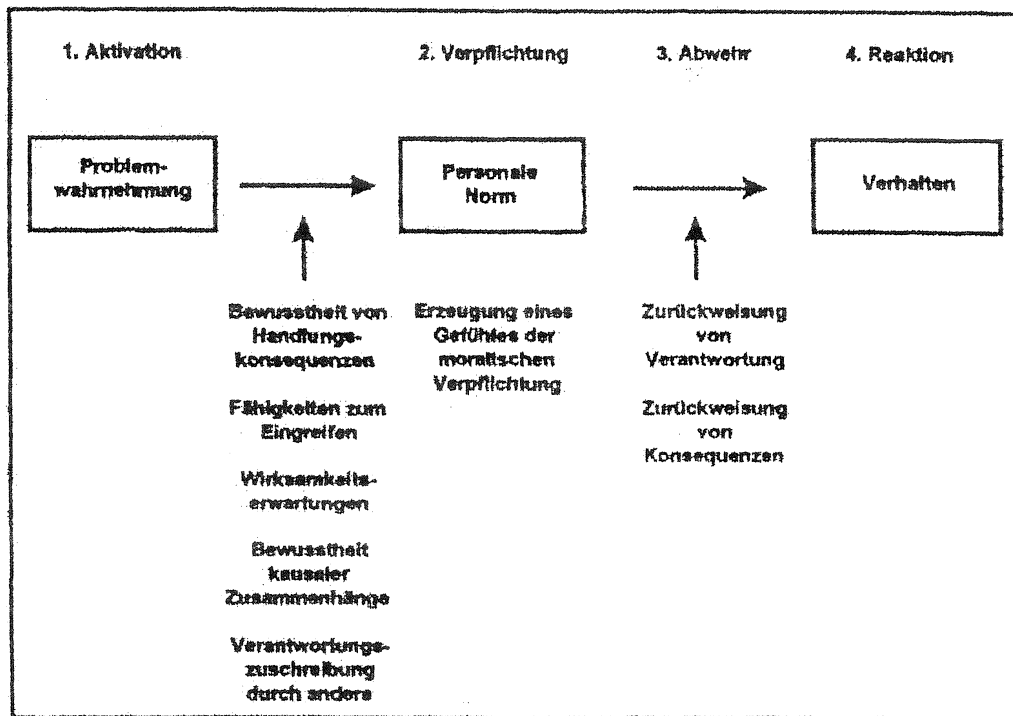 1. Aktivation 2. Verpflichtung 3. Abwehr 4. Reaktion
Problem-
wahrnehmung
Personale
Norm
Verhalten
Bewusstheit von
Handlungs-
konsequenzen
Fähigkeiten zum
Eingreifen
Wirksamkeits-
erwartungen
Bewusstheit
kausaler
Zusammenhänge
Verantwortungs-
zuschreibung
durch andere
Erzeugung eines
Gefühles der
moralischen
Verpflichtung
Zurückweisung
von
Verantwortung
Zurückweisung
von
Konsequenzen